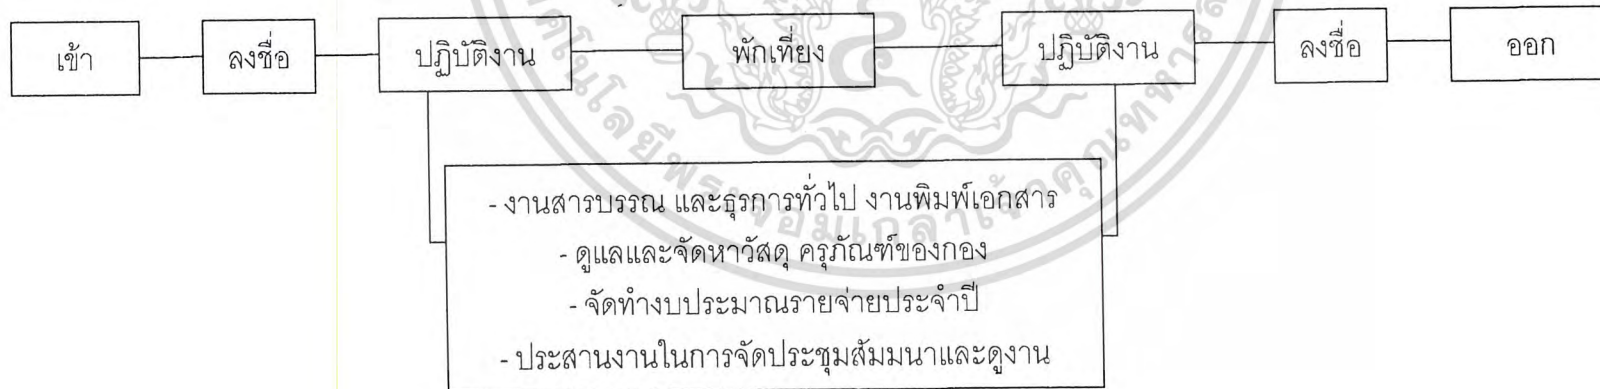 เข้า
ลงชื่อ
ปฏิบัติงาน
พักเที่ยง
ปฏิบัติงาน
ลงชื่อ
ออก
- งานสารบรรณ และธุรการทั่วไป งานพิมพ์เอกสาร
- ดูแลและจัดหาวัสดุ ครุภัณฑ์ของกอง
- จัดทำงบประมาณรายจ่ายประจำปี
- ประสานงานในการจัดประชุมสัมมนาและดูงาน